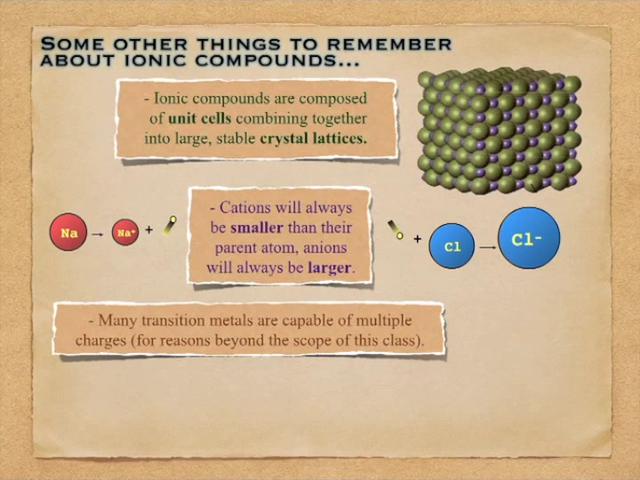 SOME OTHER THINGS TO REMEMBER
ABOUT IONIC COMPOUNDS...
- Ionic compounds are composed
of unit cells combining together
into large, stable crystal lattices.
- Cations will always
be smaller than their
parent atom, anions
will always be larger.
Na → Na+ +
+ Cl → Cl-
- Many transition metals are capable of multiple
charges (for reasons beyond the scope of this class).